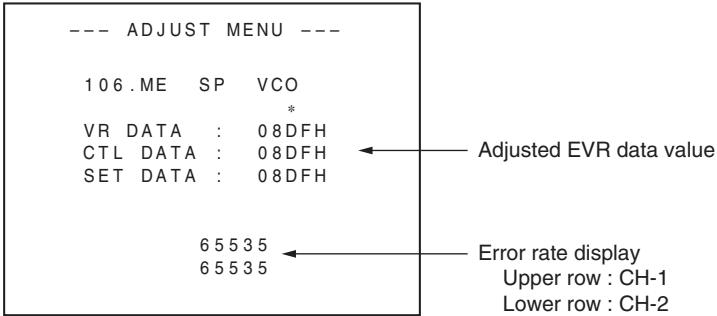 --- ADJUST MENU ---
106.ME SP VCO
*
VR DATA : 08DFH
CTL DATA : 08DFH
SET DATA : 08DFH
Adjusted EVR data value
65535
65535
Error rate display
Upper row : CH-1
Lower row : CH-2